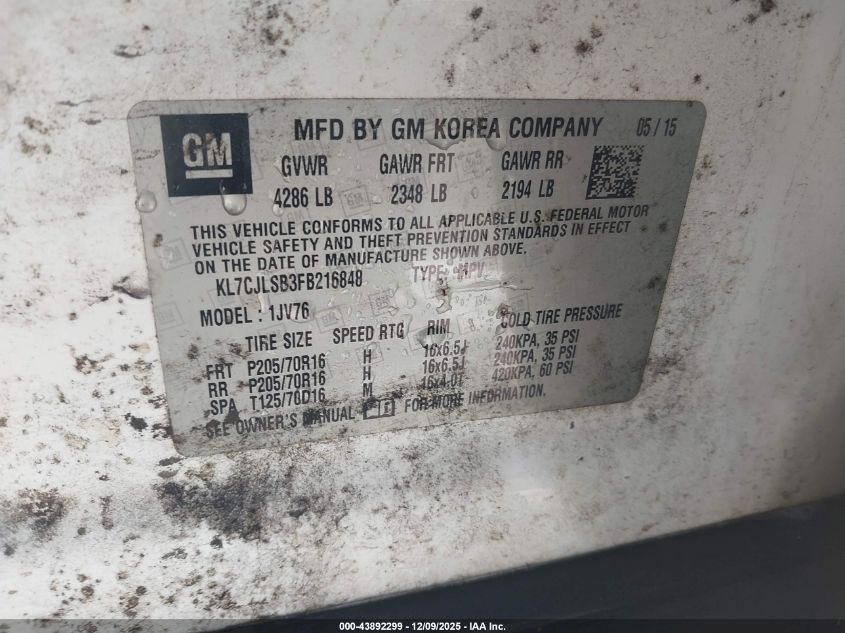 GM
MFD BY GM KOREA COMPANY 05/15
GVWR GAWR FRT GAWR RR
4286 LB 2348 LB 2194 LB
THIS VEHICLE CONFORMS TO ALL APPLICABLE U.S. FEDERAL MOTOR
VEHICLE SAFETY AND THEFT PREVENTION STANDARDS IN EFFECT
ON THE DATE OF MANUFACTURE SHOWN ABOVE.
KL7CJLSB3FB216848 TYPE: MPV
MODEL: 1JV76
TIRE SIZE SPEED RTG RIM COLD TIRE PRESSURE
FRT P205/70R16 H 16x6.5J 240KPA, 35 PSI
RR P205/70R16 H 16x6.5J 240KPA, 35 PSI
SPA T125/70D16 M 16x4.0T 420KPA, 60 PSI
SEE OWNER'S MANUAL FOR MORE INFORMATION.
000-43892299 - 12/09/2025 - IAA Inc.